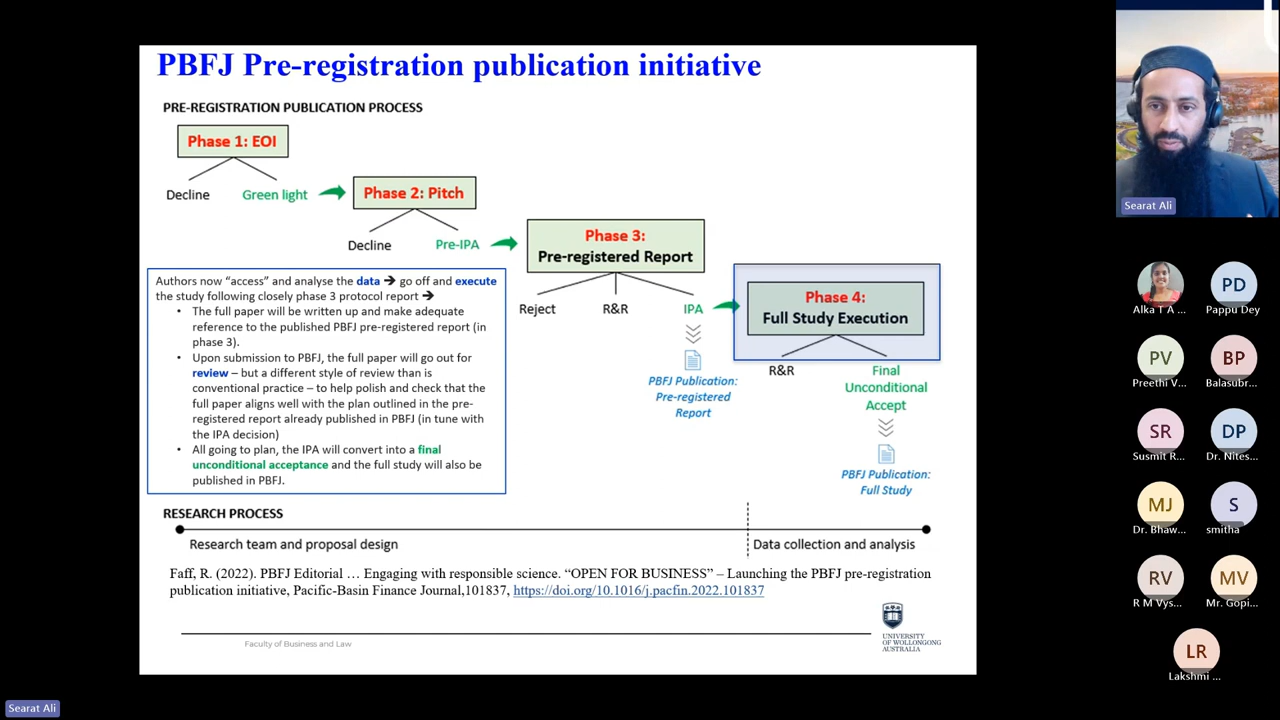 PBFJ Pre-registration publication initiative
PRE-REGISTRATION PUBLICATION PROCESS
Phase 1: EOI
Decline
Green light
Phase 2: Pitch
Decline
Pre-IPA
Phase 3:
Pre-registered Report
Reject
R&R
IPA
PBFJ Publication:
Pre-registered
Report
Phase 4:
Full Study Execution
R&R
Final
Unconditional
Accept
PBFJ Publication:
Full Study
Authors now “access” and analyse the data ➔ go off and execute
the study following closely phase 3 protocol report ➔
• The full paper will be written up and make adequate
reference to the published PBFJ pre-registered report (in
phase 3).
• Upon submission to PBFJ, the full paper will go out for
review – but a different style of review than is
conventional practice – to help polish and check that the
full paper aligns well with the plan outlined in the pre-
registered report already published in PBFJ (in tune with
the IPA decision)
• All going to plan, the IPA will convert into a final
unconditional acceptance and the full study will also be
published in PBFJ.
RESEARCH PROCESS
Research team and proposal design
Data collection and analysis
Faff, R. (2022). PBFJ Editorial … Engaging with responsible science. “OPEN FOR BUSINESS” – Launching the PBFJ pre-registration
publication initiative, Pacific-Basin Finance Journal,101837, https://doi.org/10.1016/j.pacfin.2022.101837
Faculty of Business and Law
UNIVERSITY
OF WOLLONGONG
AUSTRALIA
Searat Ali
Searat Ali
Alka T A ...
PD
Pappu Dey
PV
Preethi V...
BP
Balasubr...
SR
Susmit R...
DP
Dr. Nites...
MJ
Dr. Bhaw...
S
smitha
RV
R M Vys...
MV
Mr. Gopi...
LR
Lakshmi ...